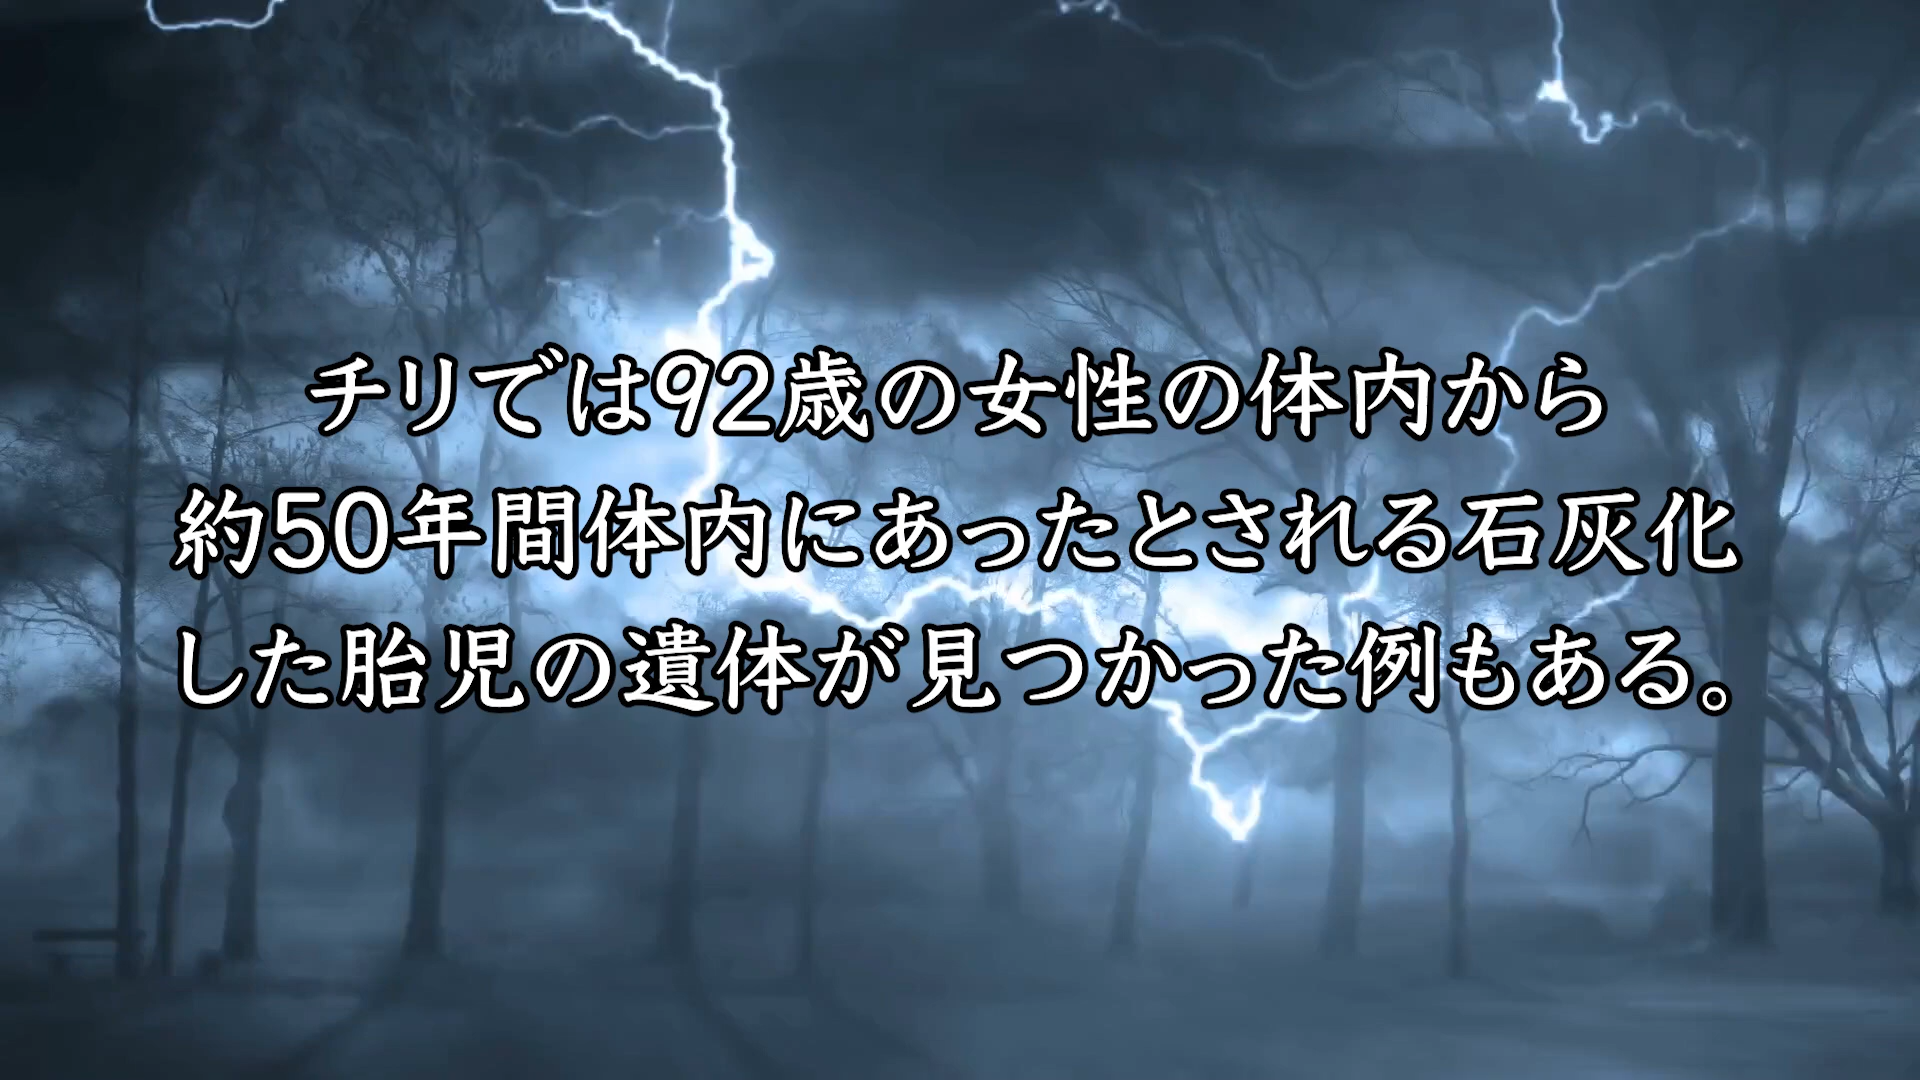 チリでは92歳の女性の体内から
約50年間体内にあったとされる石灰化
した胎児の遺体が見つかった例もある。